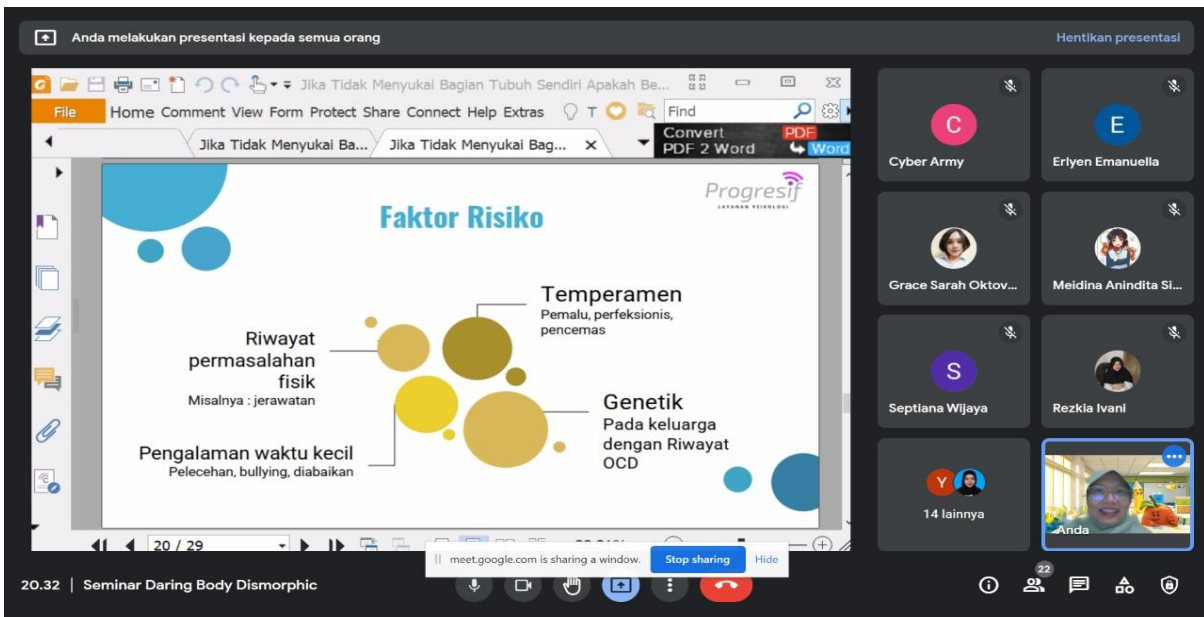 Anda melakukan presentasi kepada semua orang
Hentikan presentasi
Jika Tidak Menyukai Bagian Tubuh Sendiri Apakah Be...
File Home Comment View Form Protect Share Connect Help Extras
Find
Jika Tidak Menyukai Ba...
Jika Tidak Menyukai Bag...
Convert PDF
PDF 2 Word Word
Progresif
LAYANAN PSIKOLOGI
Faktor Risiko
Temperamen
Pemalu, perfeksionis,
pencemas
Riwayat
permasalahan
fisik
Misalnya : jerawatan
Genetik
Pada keluarga
dengan Riwayat
OCD
Pengalaman waktu kecil
Pelecehan, bullying, diabaikan
20 / 29
C
Cyber Army
E
Erlyen Emanuella
Grace Sarah Oktov...
Meidina Anindita Si...
S
Septiana Wijaya
Rezkia Ivani
Y
14 lainnya
Anda
meet.google.com is sharing a window.
Stop sharing
Hide
20.32 | Seminar Daring Body Dismorphic
22